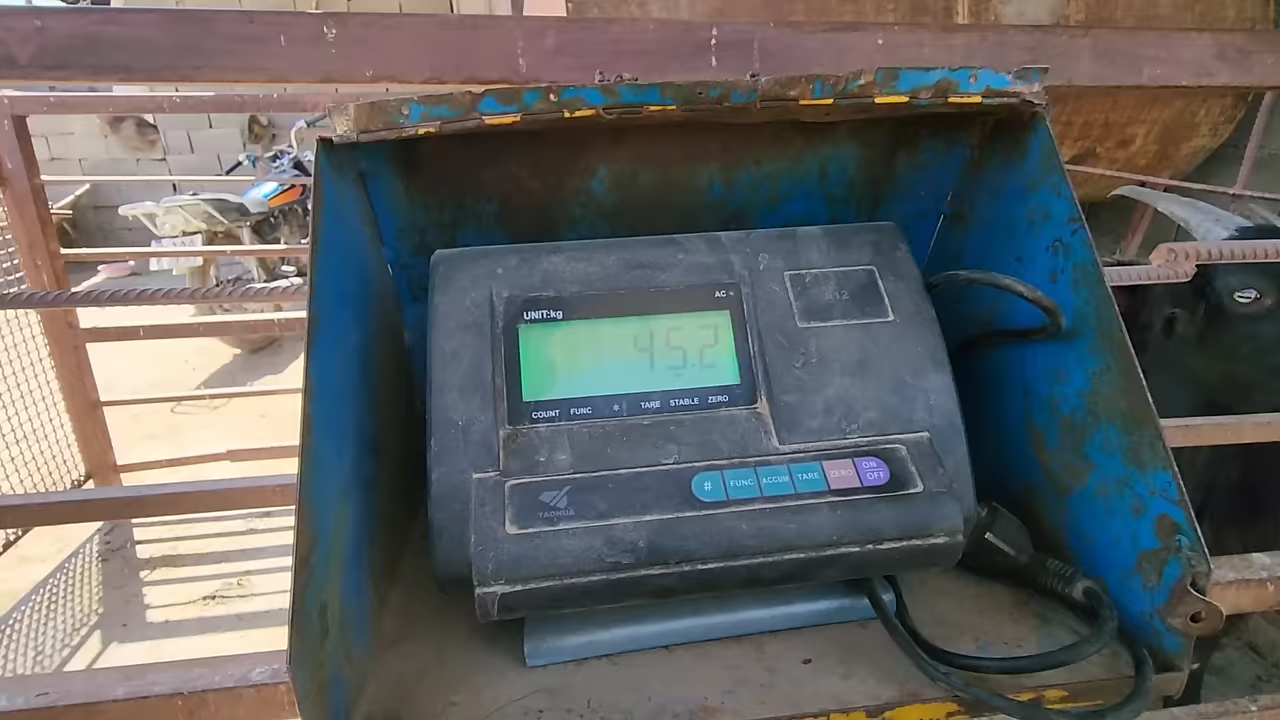 AC ~
UNIT:kg
45.2
COUNT FUNC * TARE STABLE ZERO
# FUNC ACCUM TARE ZERO ON/OFF
YAOHUA